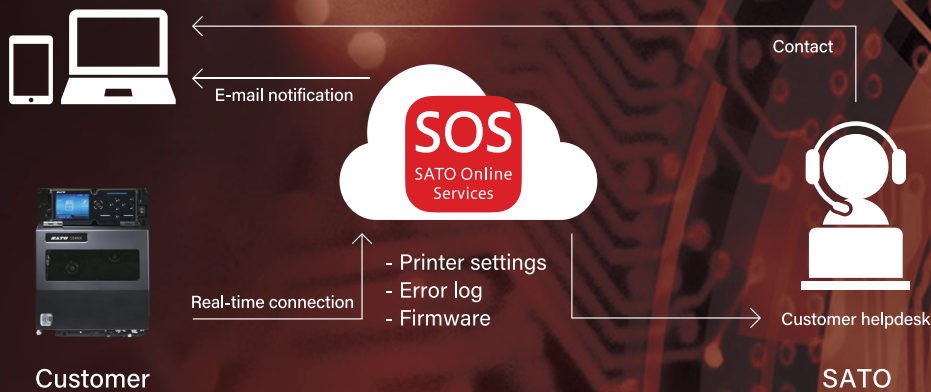 Contact
E-mail notification
SOS
SATO Online
Services
SATO
Real-time connection
- Printer settings
- Error log
- Firmware
Customer helpdesk
Customer
SATO